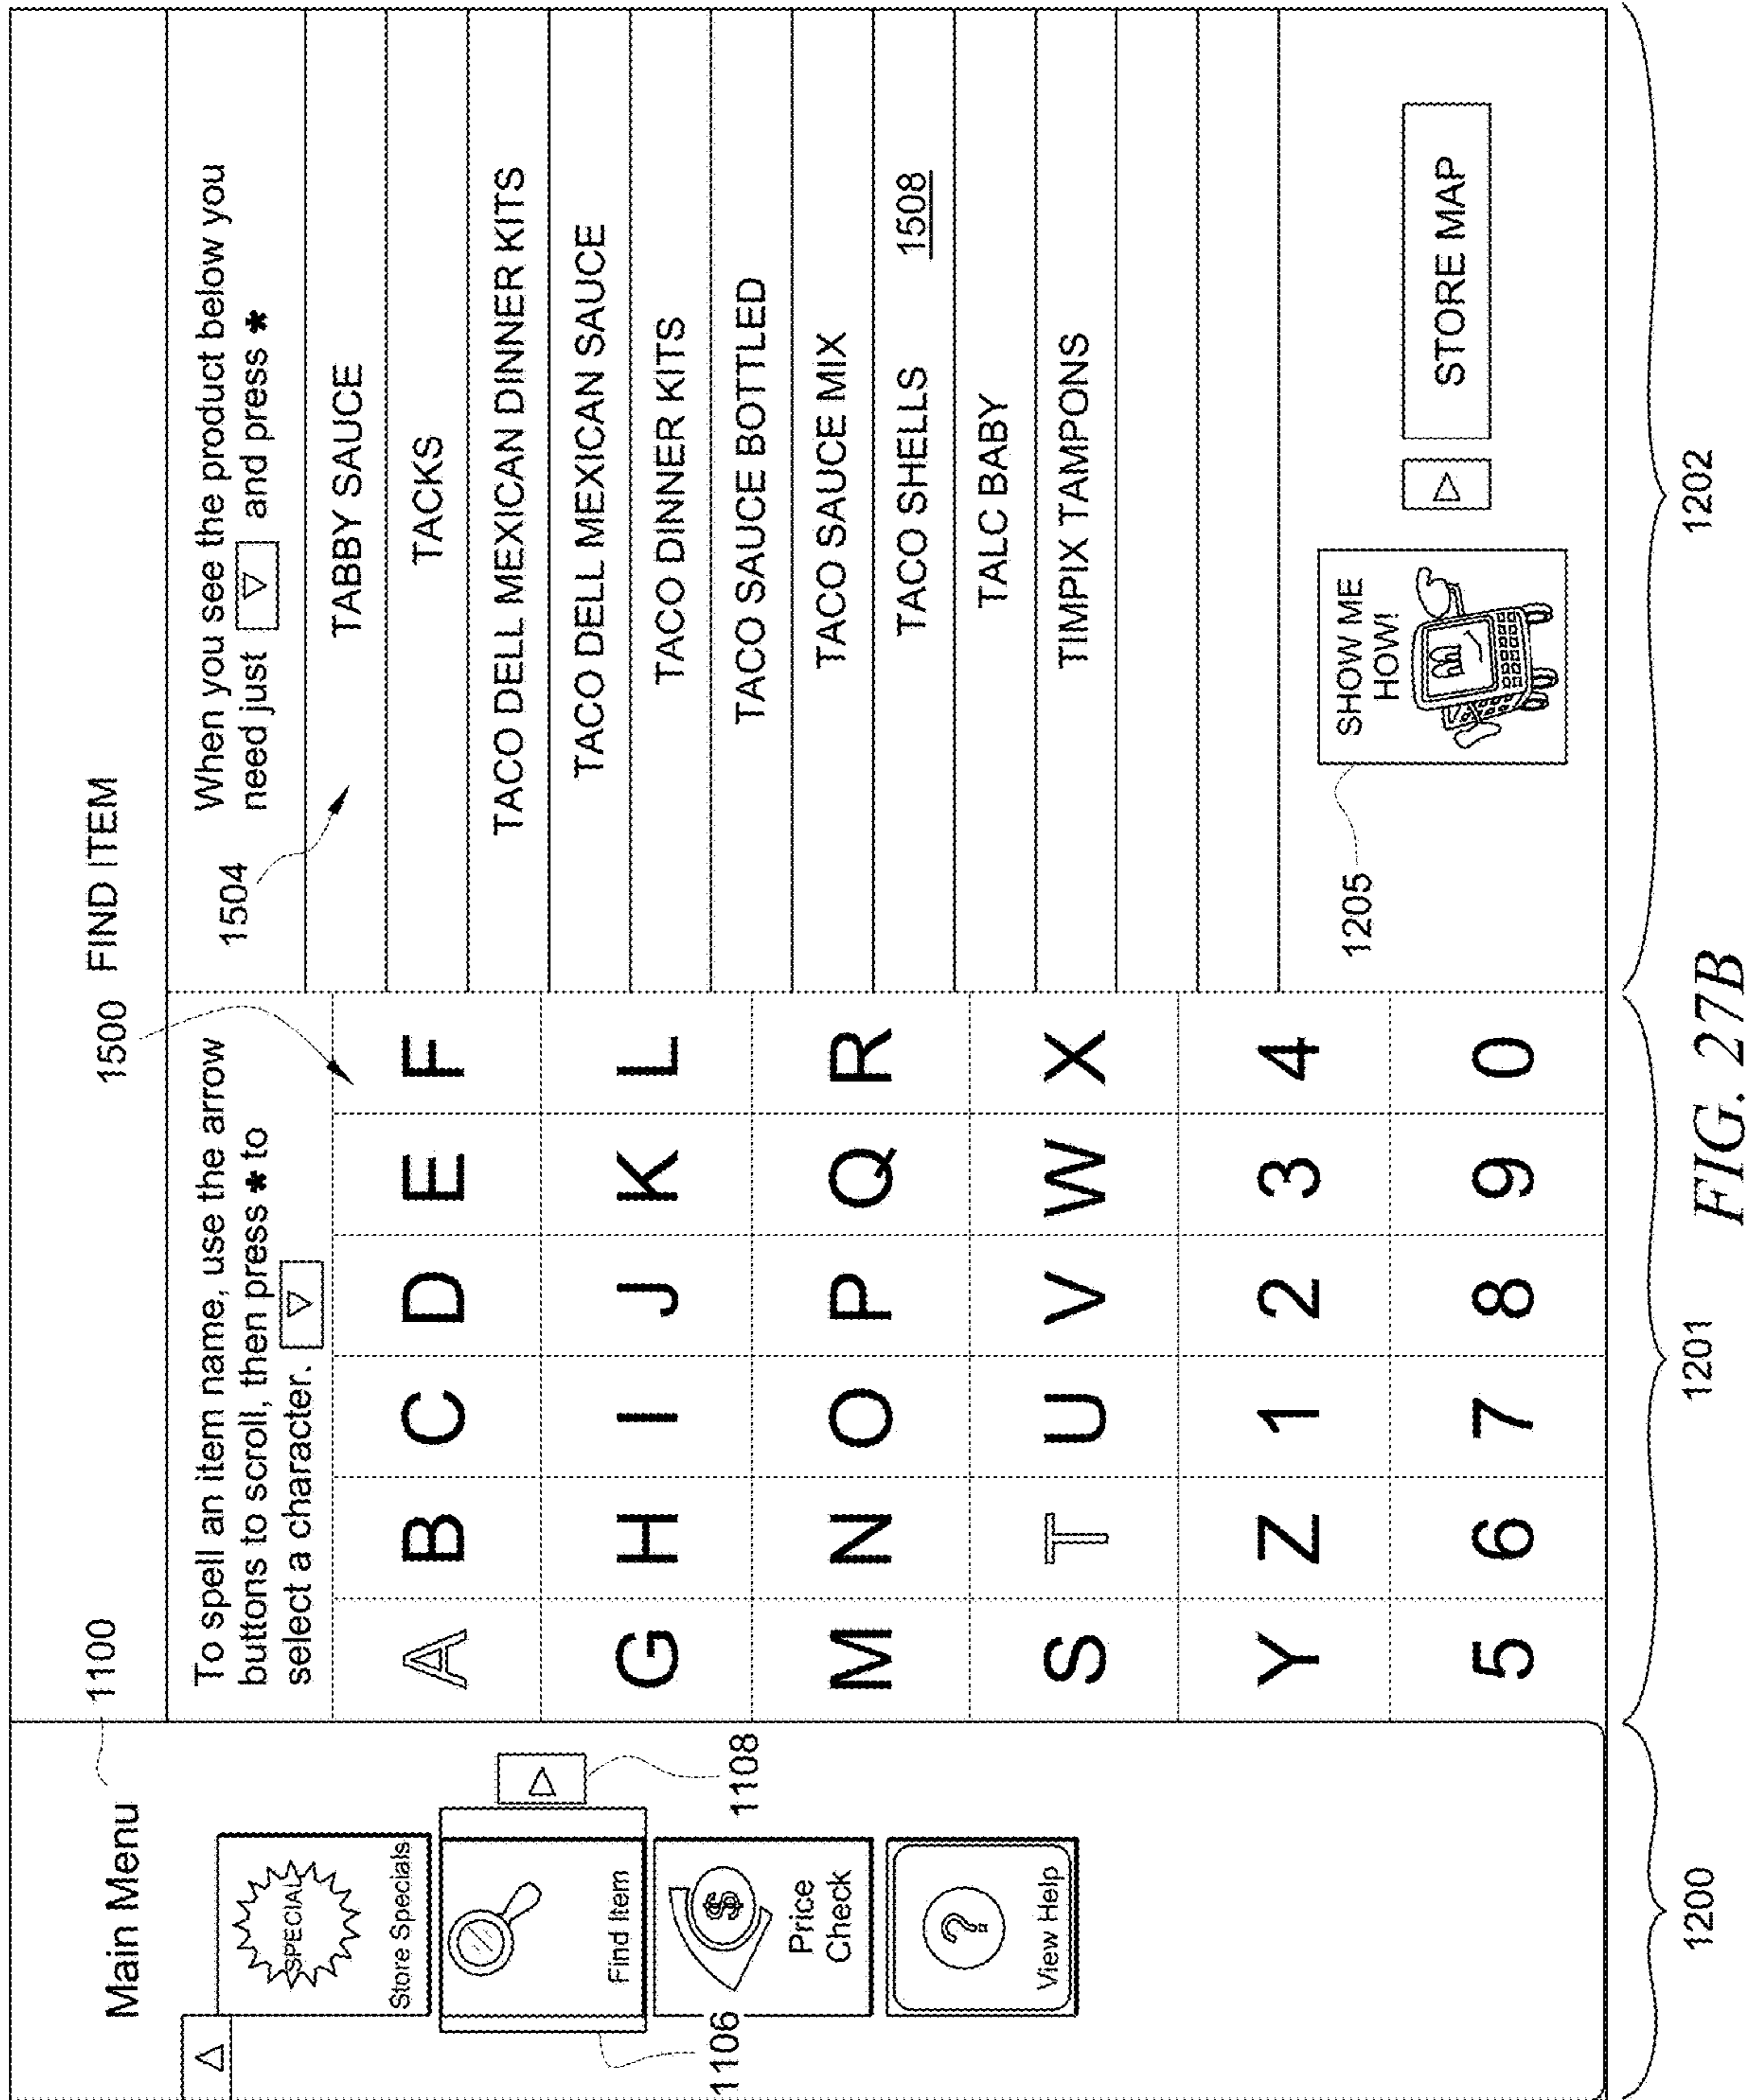 Main Menu
1100
SPECIAL
Store Specials
Find Item
1106
1108
Price
Check
$
?
View Help
1500 FIND ITEM
To spell an item name, use the arrow
buttons to scroll, then press * to
select a character.
A B C D E F
G H I J K L
M N O P Q R
S T U V W X
Y Z 1 2 3 4
5 6 7 8 9 0
1504
When you see the product below you
need just and press *
TABBY SAUCE
TACKS
TACO DELL MEXICAN DINNER KITS
TACO DELL MEXICAN SAUCE
TACO DINNER KITS
TACO SAUCE BOTTLED
TACO SAUCE MIX
TACO SHELLS 1508
TALC BABY
TIMPIX TAMPONS
1205
SHOW ME
HOW!
STORE MAP
1200 1201 1202
FIG. 27B